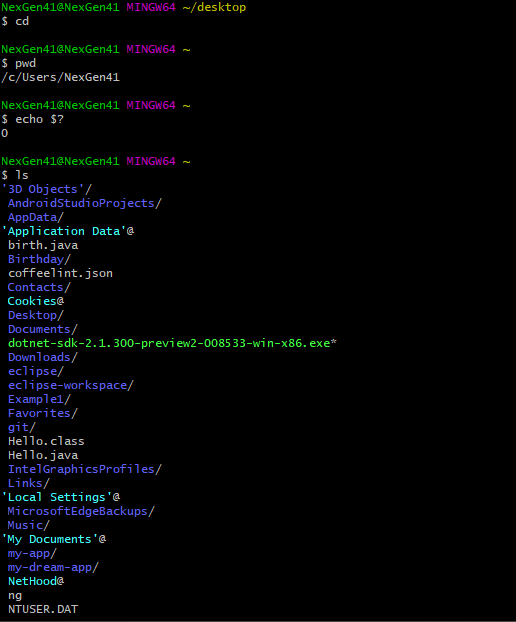 NexGen41@NexGen41 MINGW64 ~/desktop
$ cd
NexGen41@NexGen41 MINGW64 ~
$ pwd
/c/Users/NexGen41
NexGen41@NexGen41 MINGW64 ~
$ echo $?
0
NexGen41@NexGen41 MINGW64 ~
$ ls
'3D Objects'/
AndroidStudioProjects/
AppData/
'Application Data'@
birth.java
Birthday/
coffeelint.json
Contacts/
Cookies@
Desktop/
Documents/
dotnet-sdk-2.1.300-preview2-008533-win-x86.exe*
Downloads/
eclipse/
eclipse-workspace/
Example1/
Favorites/
git/
Hello.class
Hello.java
IntelGraphicsProfiles/
Links/
'Local Settings'@
MicrosoftEdgeBackups/
Music/
'My Documents'@
my-app/
my-dream-app/
NetHood@
ng
NTUSER.DAT